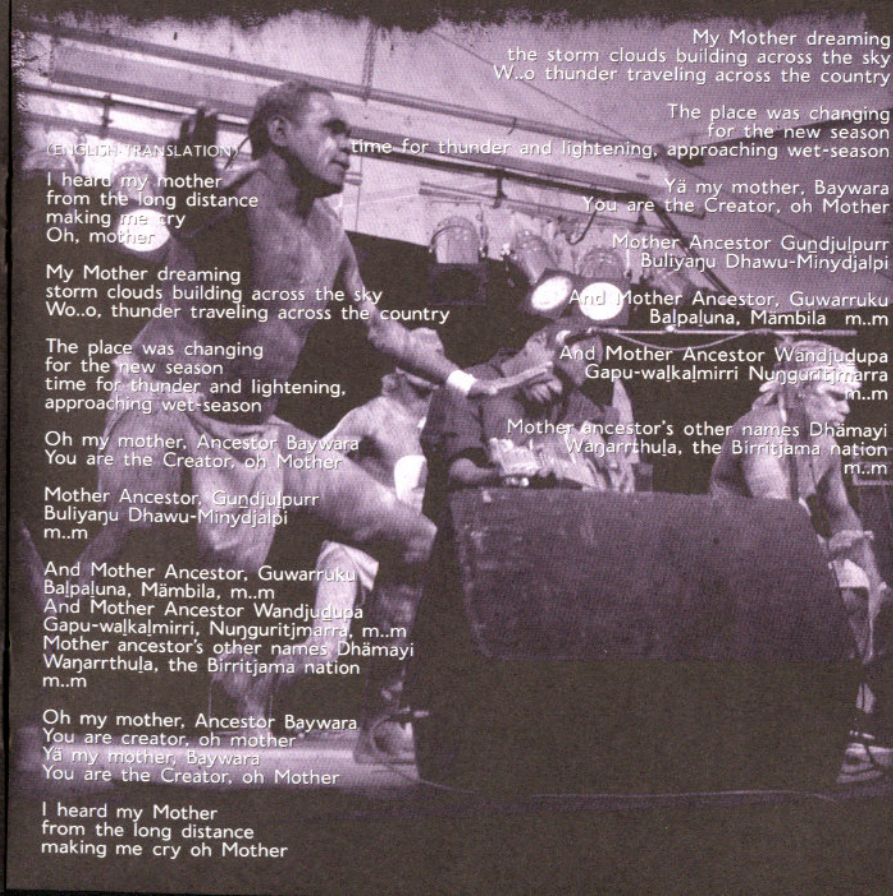 (ENGLISH TRANSLATION)
I heard my mother
from the long distance
making me cry
Oh, mother
My Mother dreaming
storm clouds building across the sky
Wo..o, thunder traveling across the country
The place was changing
for the new season
time for thunder and lightening,
approaching wet-season
Oh my mother, Ancestor Baywara
You are the Creator, oh Mother
Mother Ancestor, Gundjulpurr
Buliyaŋu Dhawu-Minydjalpi
m..m
And Mother Ancestor, Guwarruku
Balpaḻuna, Mämbila, m..m
And Mother Ancestor Wandjuḏupa
Gapu-waḻkaḻmirri, Nuŋguritjmarra, m..m
Mother ancestor's other names Dhämayi
Waŋarrthuḻa, the Birritjama nation
m..m
Oh my mother, Ancestor Baywara
You are creator, oh mother
Yä my mother, Baywara
You are the Creator, oh Mother
I heard my Mother
from the long distance
making me cry oh Mother
My Mother dreaming
the storm clouds building across the sky
W..o thunder traveling across the country
The place was changing
for the new season
time for thunder and lightening, approaching wet-season
Yä my mother, Baywara
You are the Creator, oh Mother
Mother Ancestor Guṉdjuḻpurr
Buliyaŋu Dhawu-Minydjalpi
And Mother Ancestor, Guwarruku
Balpaḻuna, Mämbila m..m
And Mother Ancestor Wandjuḏupa
Gapu-waḻkaḻmirri Nuŋguritjmarra
m..m
Mother ancestor's other names Dhämayi
Waŋarrthuḻa, the Birritjama nation
m..m